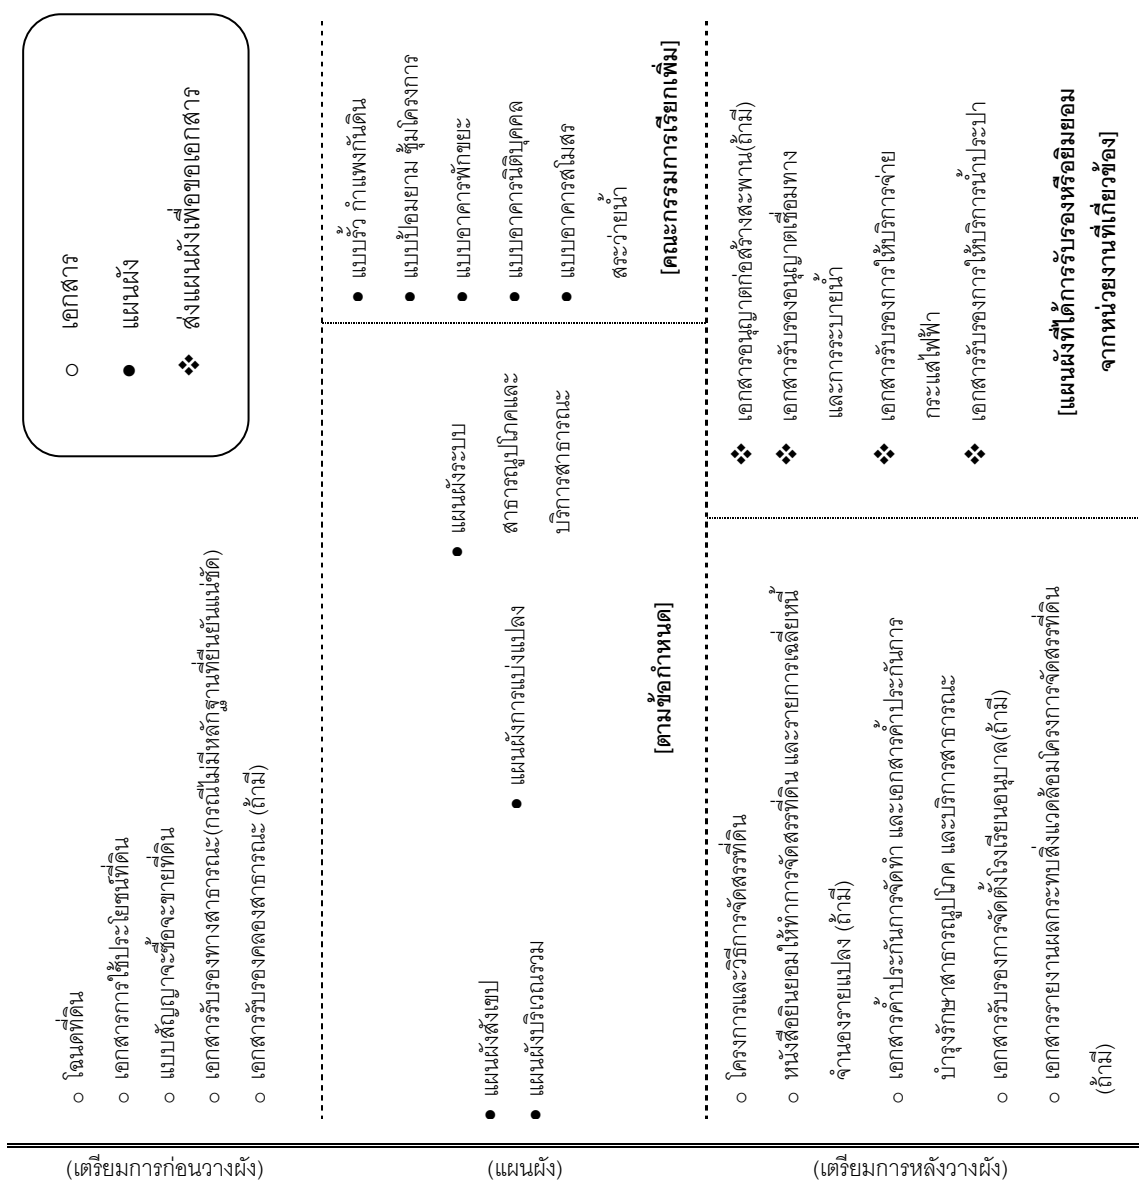 เอกสาร
แผนผัง
ส่งแผนผังเพื่อขอเอกสาร
โฉนดที่ดิน
เอกสารการใช้ประโยชน์ที่ดิน
แบบสัญญาจะซื้อจะขายที่ดิน
เอกสารรับรองทางสาธารณะ(กรณีไม่มีหลักฐานที่ยืนยันแน่ชัด)
เอกสารรับรองคลองสาธารณะ (ถ้ามี)
(เตรียมการก่อนวางผัง)
แบบรั้ว กำแพงกันดิน
แบบป้อมยาม ซุ้มโครงการ
แบบอาคารพักขยะ
แบบอาคารนิติบุคคล
แบบอาคารสโมสร
สระว่ายน้ำ
[คณะกรรมการเรียกเพิ่ม]
แผนผังสังเขป
แผนผังบริเวณรวม
แผนผังการแบ่งแปลง
แผนผังระบบ
สาธารณูปโภคและ
บริการสาธารณะ
[ตามข้อกำหนด]
(แผนผัง)
เอกสารอนุญาตก่อสร้างสะพาน(ถ้ามี)
เอกสารรับรองอนุญาตเชื่อมทาง
และการระบายน้ำ
เอกสารรับรองการให้บริการจ่าย
กระแสไฟฟ้า
เอกสารรับรองการให้บริการน้ำประปา
[แผนผังที่ได้การรับรองหรือยินยอม
จากหน่วยงานที่เกี่ยวข้อง]
โครงการและวิธีการจัดสรรที่ดิน
หนังสือยินยอมให้ทำการจัดสรรที่ดิน และรายการเฉลี่ยหนี้
จำนองรายแปลง (ถ้ามี)
เอกสารค้ำประกันการจัดทำ และเอกสารค้ำประกันการ
บำรุงรักษาสาธารณูปโภค และบริการสาธารณะ
เอกสารรับรองการจัดตั้งโรงเรียนอนุบาล(ถ้ามี)
เอกสารรายงานผลกระทบสิ่งแวดล้อมโครงการจัดสรรที่ดิน
(ถ้ามี)
(เตรียมการหลังวางผัง)